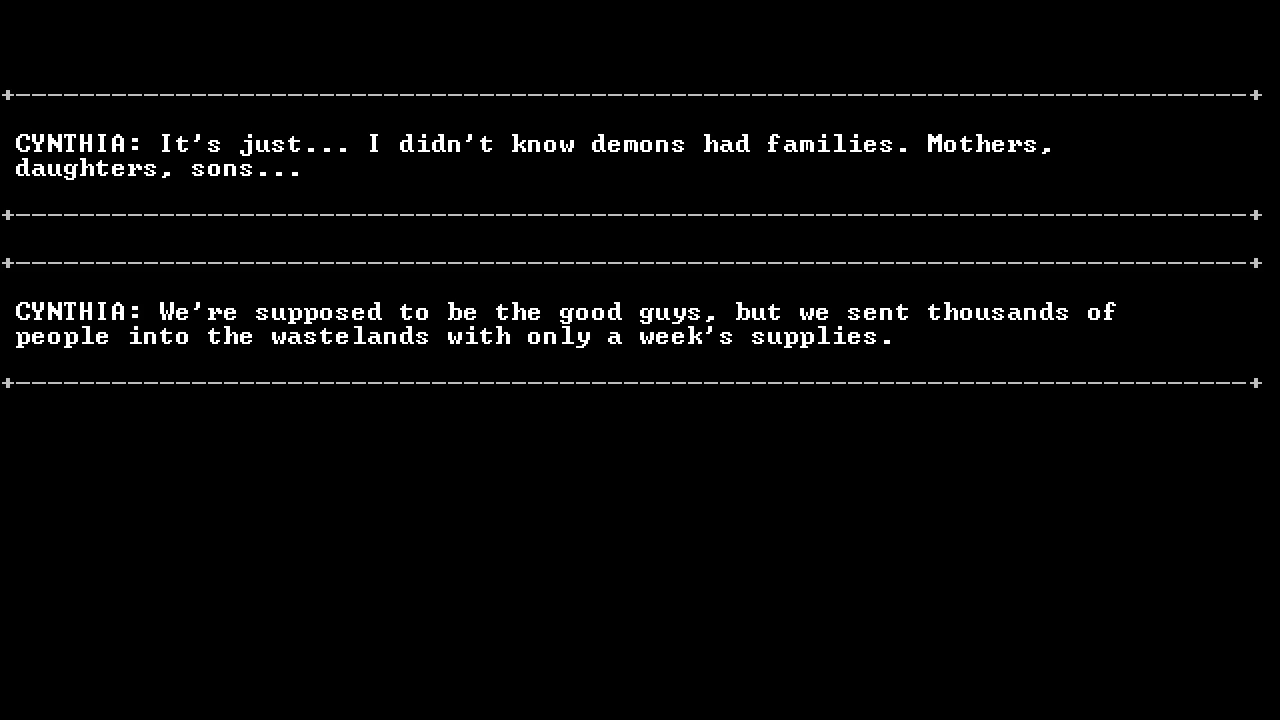 CYNTHIA: It's just... I didn't know demons had families. Mothers,
daughters, sons...
CYNTHIA: We're supposed to be the good guys, but we sent thousands of
people into the wastelands with only a week's supplies.